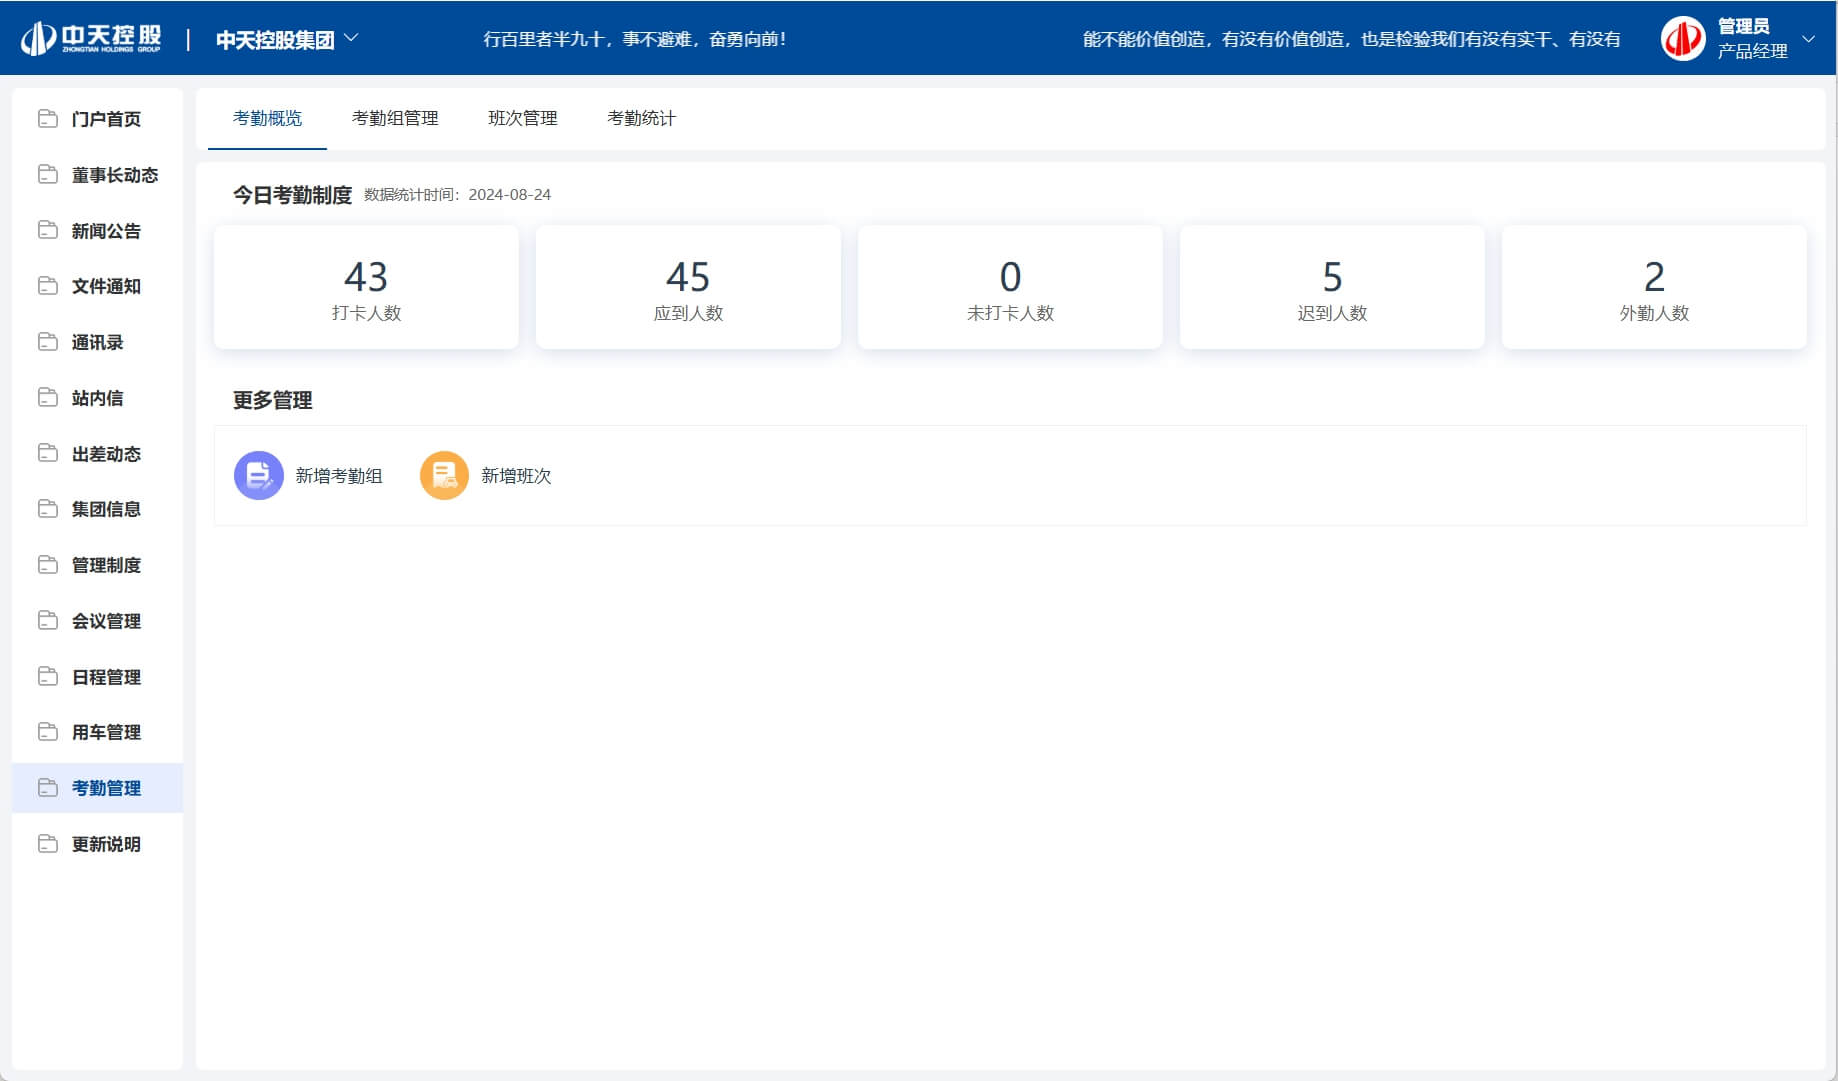 中天控股
ZHONGTIAN HOLDINGS GROUP
中天控股集团
行百里者半九十，事不避难，奋勇向前！
能不能价值创造，有没有价值创造，也是检验我们有没有实干、有没有
管理员
产品经理
门户首页
董事长动态
新闻公告
文件通知
通讯录
站内信
出差动态
集团信息
管理制度
会议管理
日程管理
用车管理
考勤管理
更新说明
考勤概览 考勤组管理 班次管理 考勤统计
今日考勤制度 数据统计时间：2024-08-24
43
打卡人数
45
应到人数
0
未打卡人数
5
迟到人数
2
外勤人数
更多管理
新增考勤组 新增班次